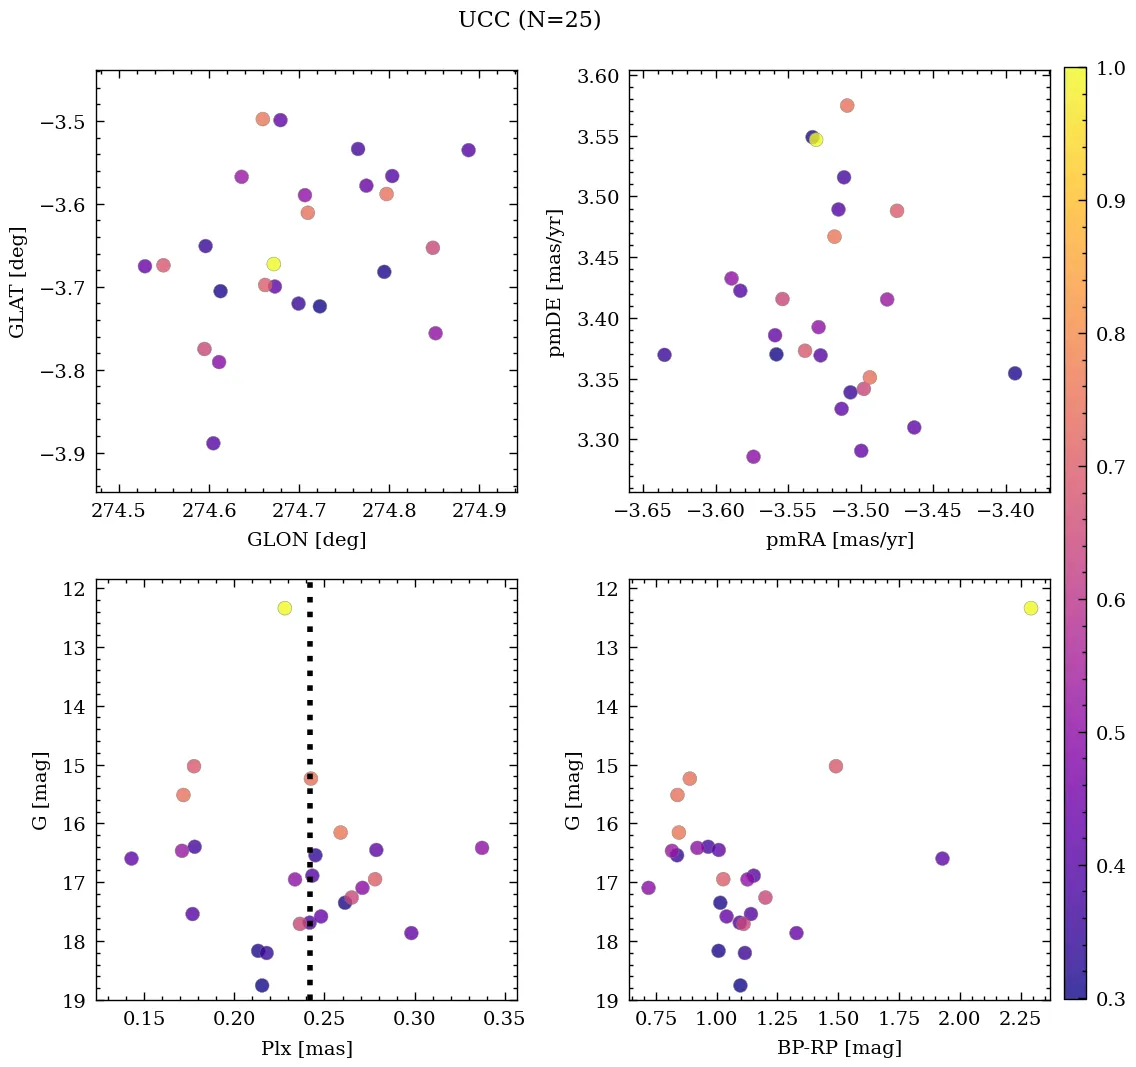 UCC (N=25)
−3.5
−3.6
−3.7
−3.8
−3.9
GLAT [deg]
274.5 274.6 274.7 274.8 274.9
GLON [deg]
3.60
3.55
3.50
3.45
3.40
3.35
3.30
pmDE [mas/yr]
−3.65 −3.60 −3.55 −3.50 −3.45 −3.40
pmRA [mas/yr]
12
13
14
15
16
17
18
19
G [mag]
0.15 0.20 0.25 0.30 0.35
Plx [mas]
12
13
14
15
16
17
18
19
G [mag]
0.75 1.00 1.25 1.50 1.75 2.00 2.25
BP-RP [mag]
1.0
0.9
0.8
0.7
0.6
0.5
0.4
0.3